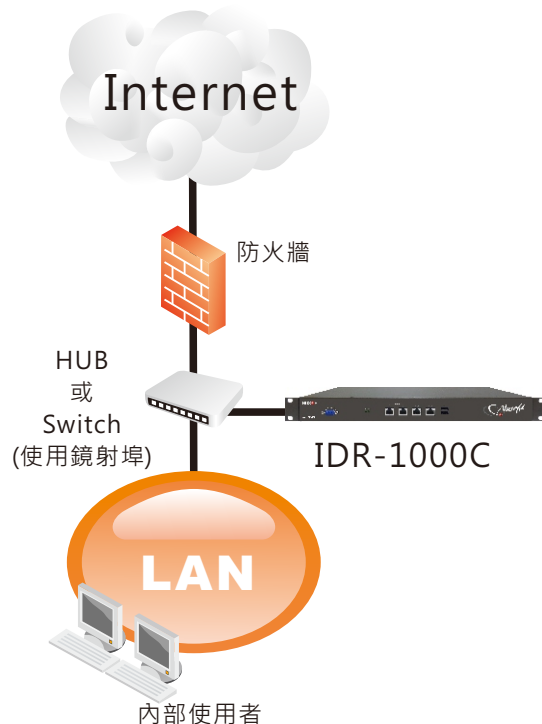 Internet
防火牆
HUB
或
Switch
(使用鏡射埠)
IDR-1000C
LAN
內部使用者